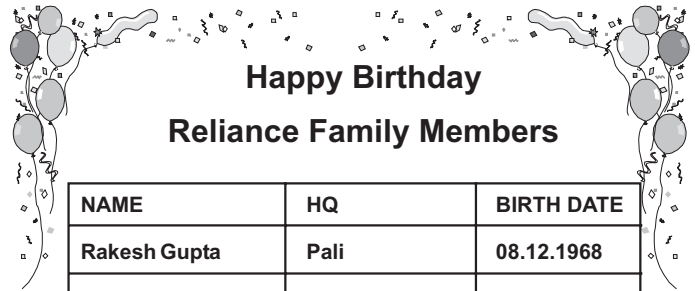 Happy Birthday
Reliance Family Members
NAME HQ BIRTH DATE
Rakesh Gupta Pali 08.12.1968